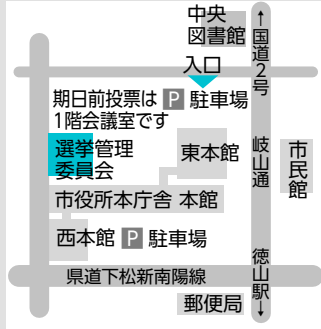 中央
図書館
↑国道2号
入口
期日前投票は P 駐車場
1階会議室です
選挙管理
委員会
東本館
岐山通
市民館
市役所本庁舎 本館
西本館 P 駐車場
徳山駅↓
県道下松新南陽線
郵便局